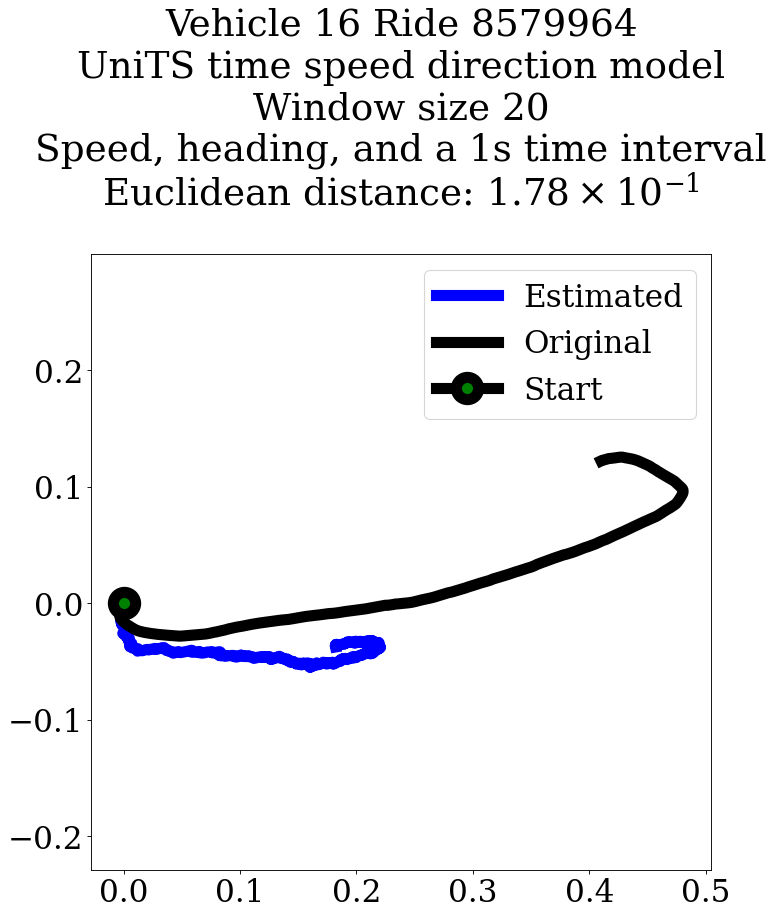 Vehicle 16 Ride 8579964
UniTS time speed direction model
Window size 20
Speed, heading, and a 1s time interval
Euclidean distance: 1.78 × 10⁻¹
Estimated
Original
Start
0.2
0.1
0.0
−0.1
−0.2
0.0 0.1 0.2 0.3 0.4 0.5